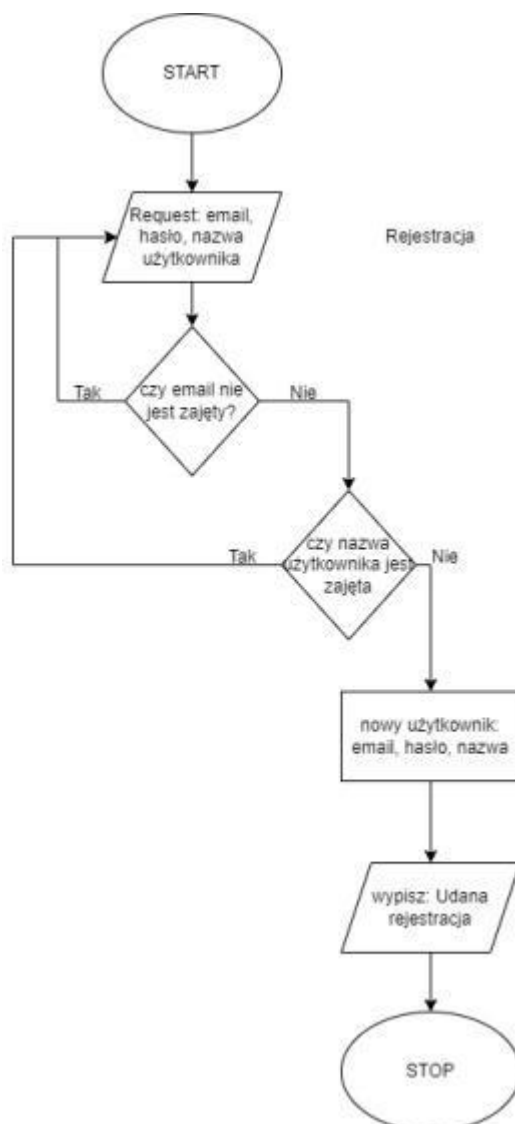 START
Request: email,
hasło, nazwa
użytkownika
Rejestracja
czy email nie
jest zajęty?
Tak
Nie
czy nazwa
użytkownika jest
zajęta
Tak
Nie
nowy użytkownik:
email, hasło, nazwa
wypisz: Udana
rejestracja
STOP